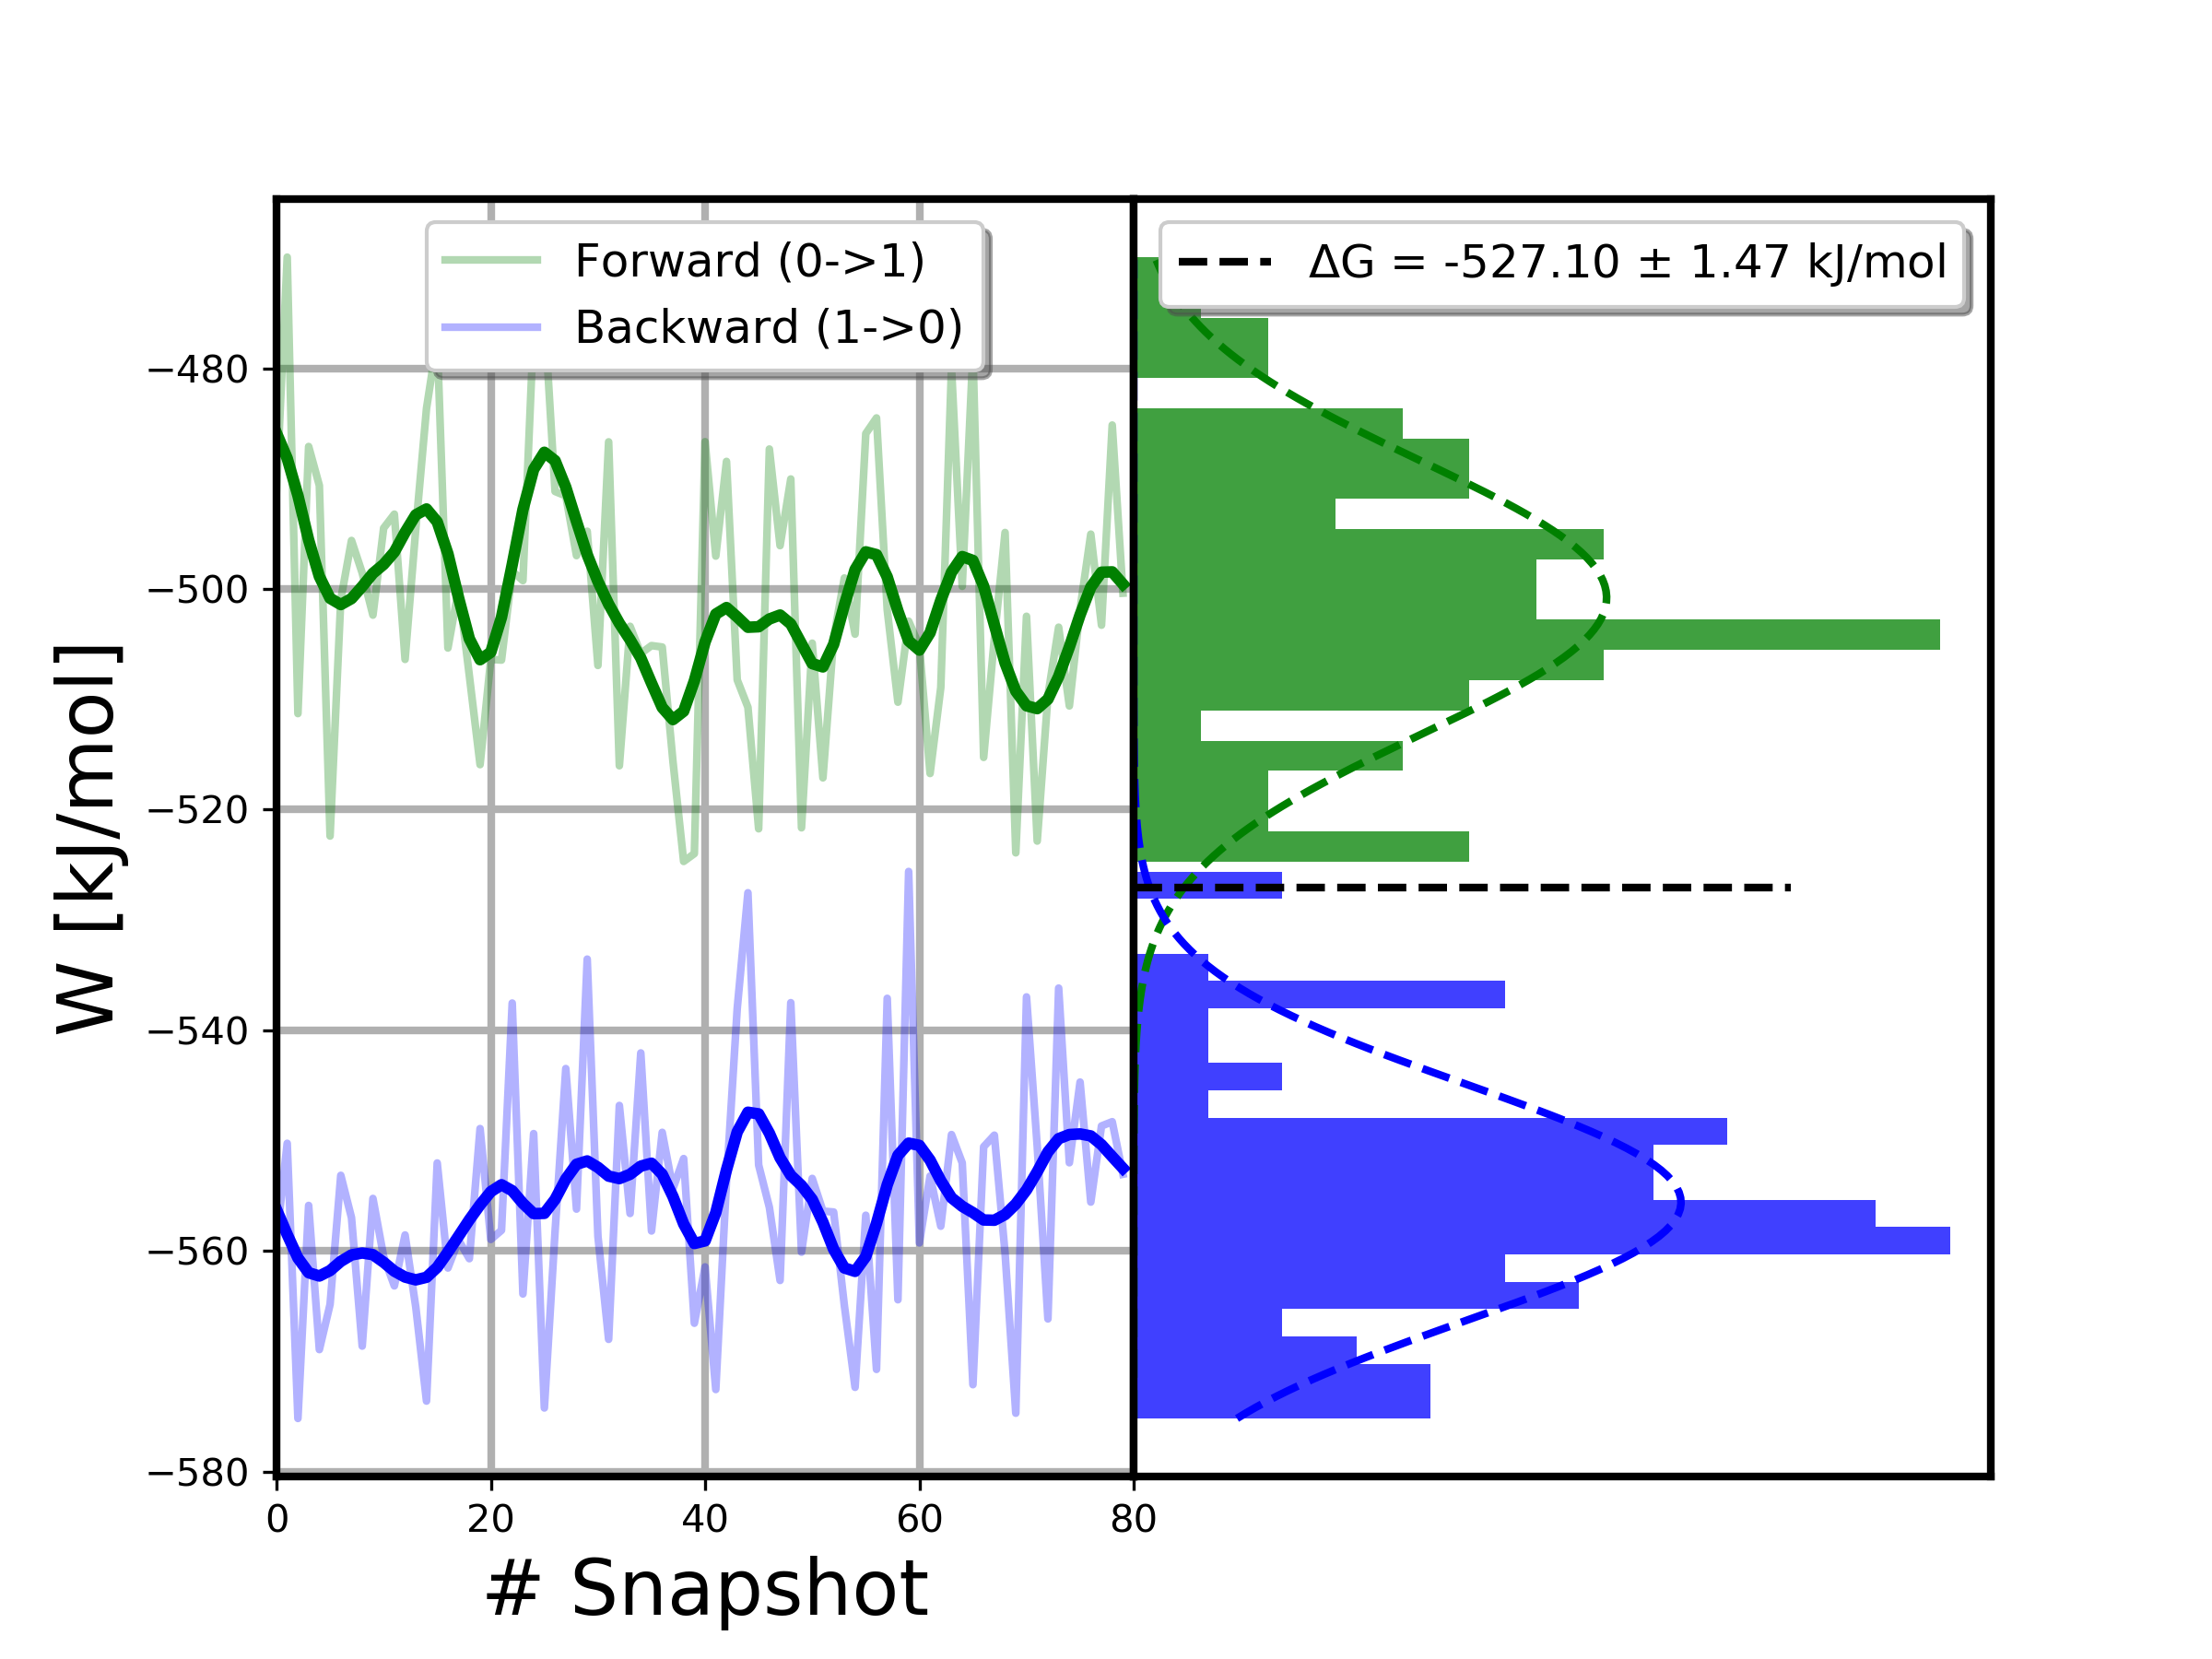 Forward (0->1)
Backward (1->0)
ΔG = -527.10 ± 1.47 kJ/mol
W [kJ/mol]
−480
−500
−520
−540
−560
−580
0 20 40 60 80
# Snapshot